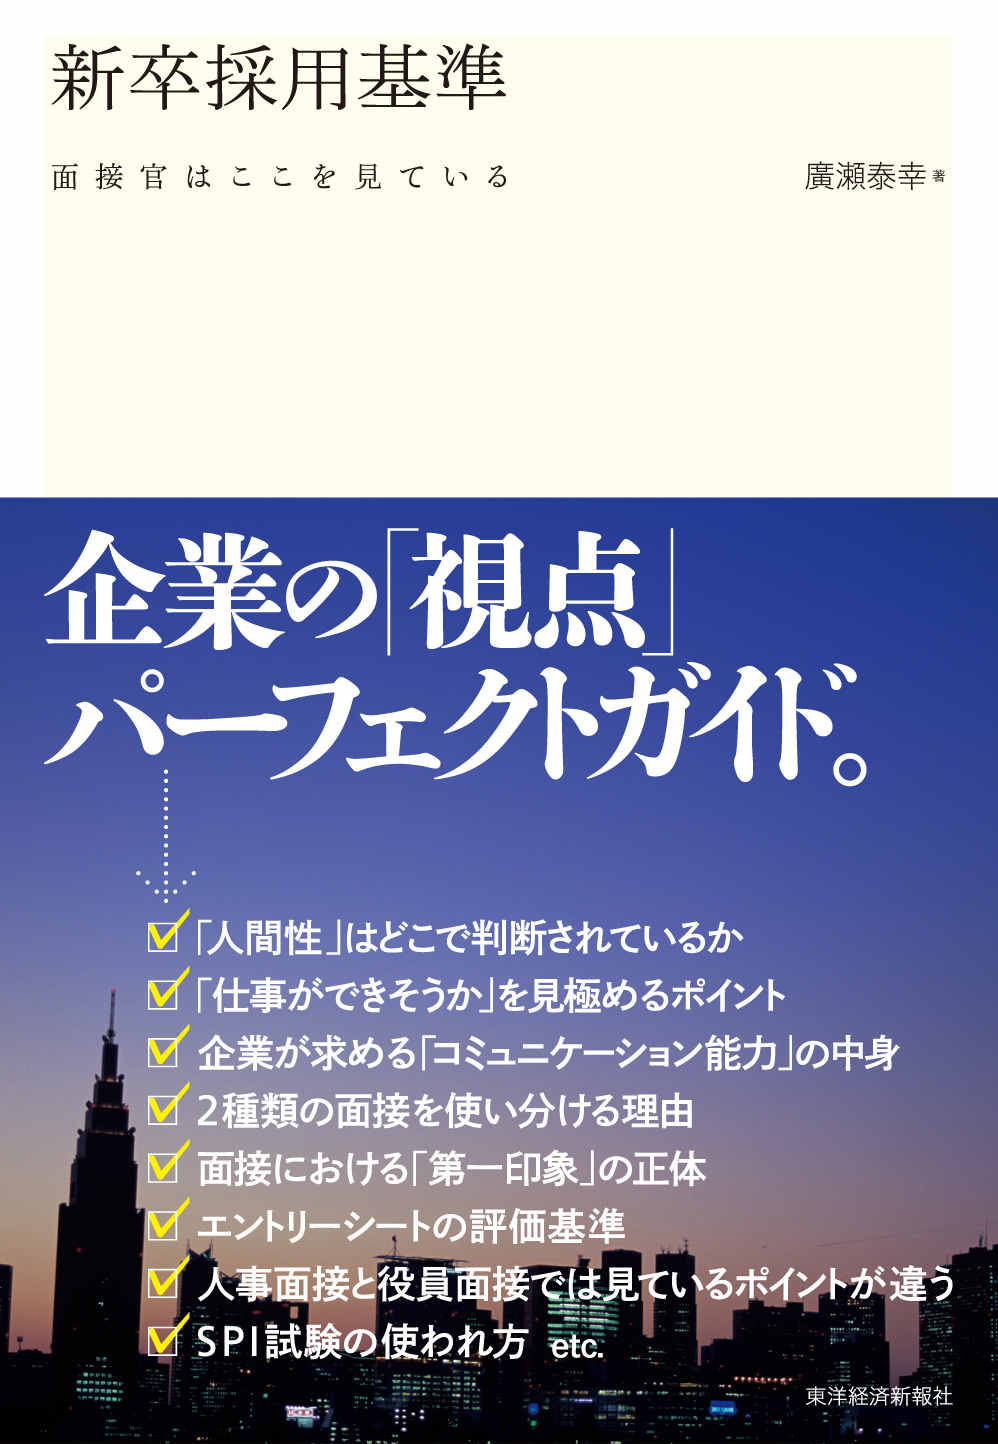 新卒採用基準
面接官はここを見ている
廣瀬泰幸 著
企業の「視点」
パーフェクトガイド。
「人間性」はどこで判断されているか
「仕事ができそうか」を見極めるポイント
企業が求める「コミュニケーション能力」の中身
2種類の面接を使い分ける理由
面接における「第一印象」の正体
エントリーシートの評価基準
人事面接と役員面接では見ているポイントが違う
SPI試験の使われ方 etc.
東洋経済新報社